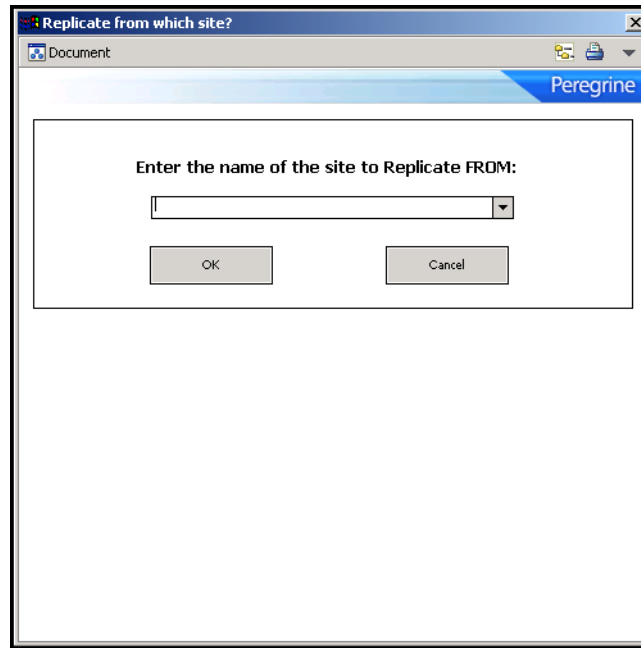 Replicate from which site?
Document
Peregrine
Enter the name of the site to Replicate FROM:
OK Cancel